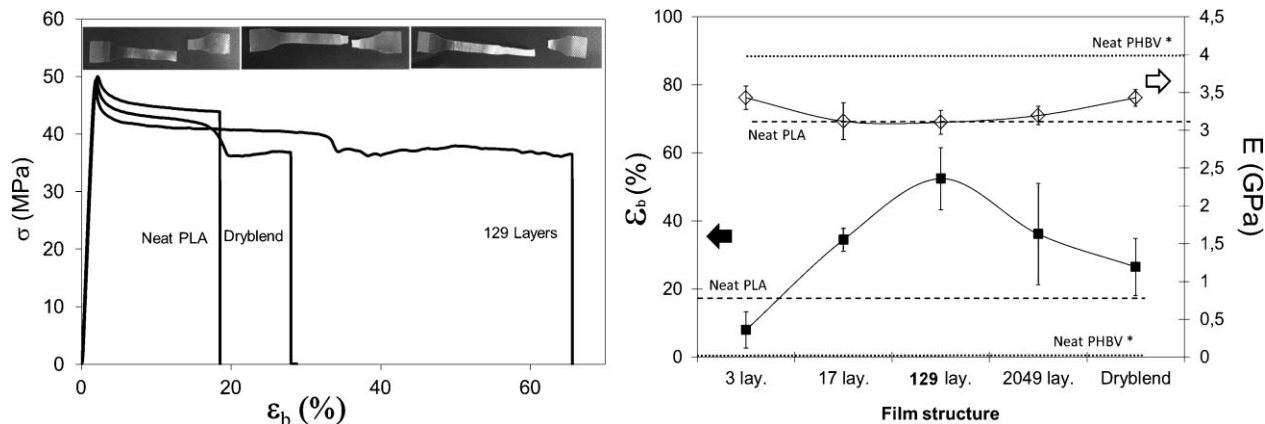 60
50
40
30
20
10
0
σ (MPa)
Neat PLA
Dryblend
129 Layers
0
20
40
60
εb (%)
100
80
60
40
20
0
εb (%)
Neat PHBV *
Neat PLA
Neat PLA
Neat PHBV *
4,5
4
3,5
3
2,5
2
1,5
1
0,5
0
E (GPa)
3 lay.
17 lay.
129 lay.
2049 lay.
Dryblend
Film structure